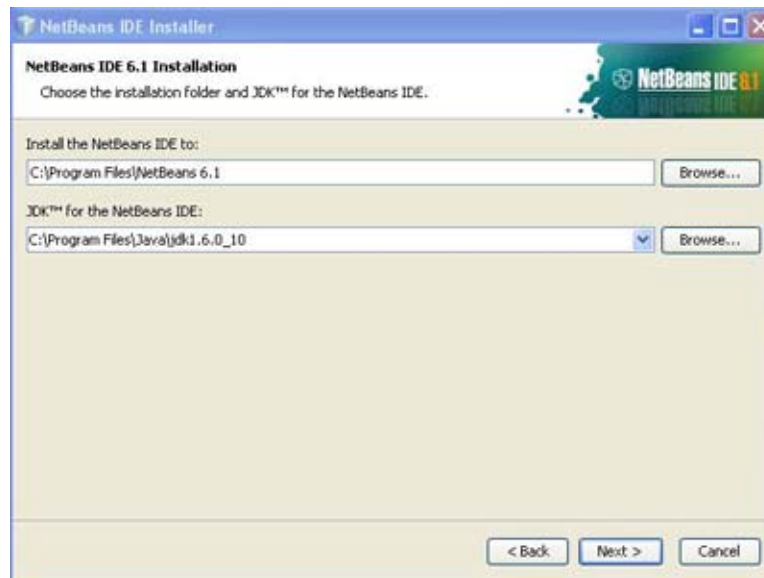 NetBeans IDE Installer
NetBeans IDE 6.1 Installation
Choose the installation folder and JDK™ for the NetBeans IDE.
NetBeans IDE 6.1
Install the NetBeans IDE to:
C:\Program Files\NetBeans 6.1
Browse...
JDK™ for the NetBeans IDE:
C:\Program Files\Java\jdk1.6.0_10
Browse...
< Back
Next >
Cancel